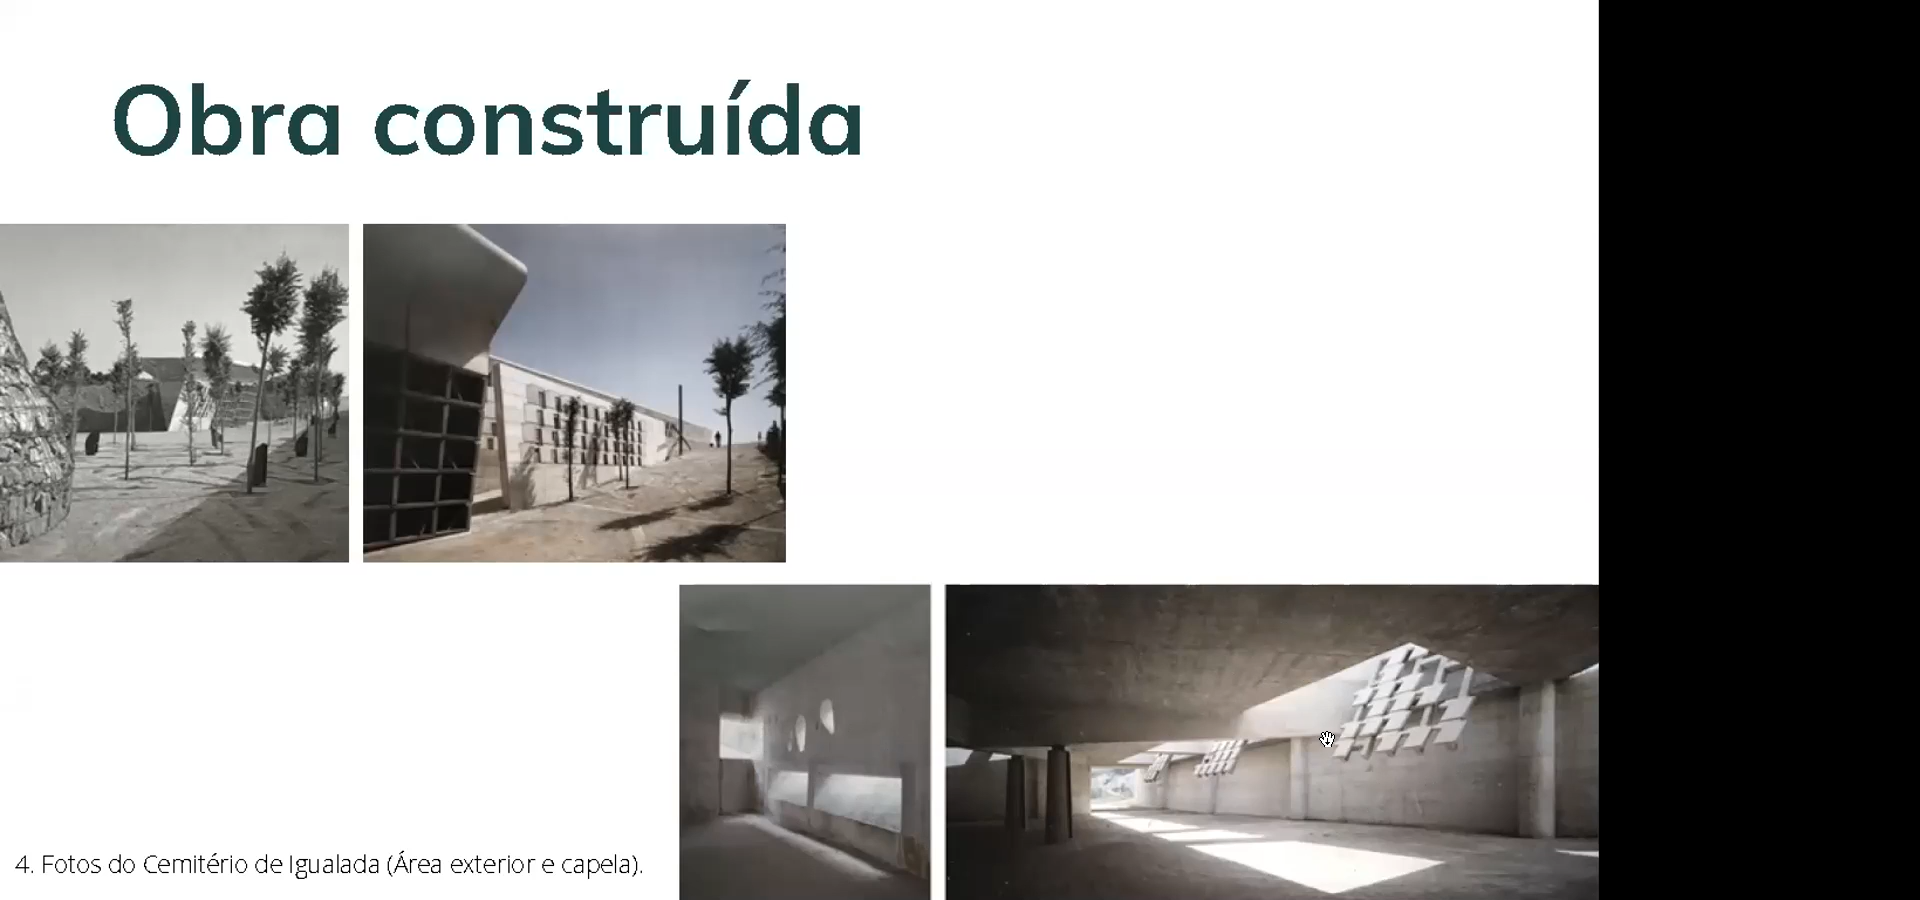 Obra construída
4. Fotos do Cemitério de Igualada (Área exterior e capela).